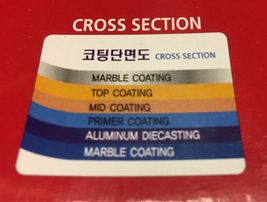 CROSS SECTION
코팅단면도 CROSS SECTION
MARBLE COATING
TOP COATING
MID COATING
PRIMER COATING
ALUMINUM DIECASTING
MARBLE COATING